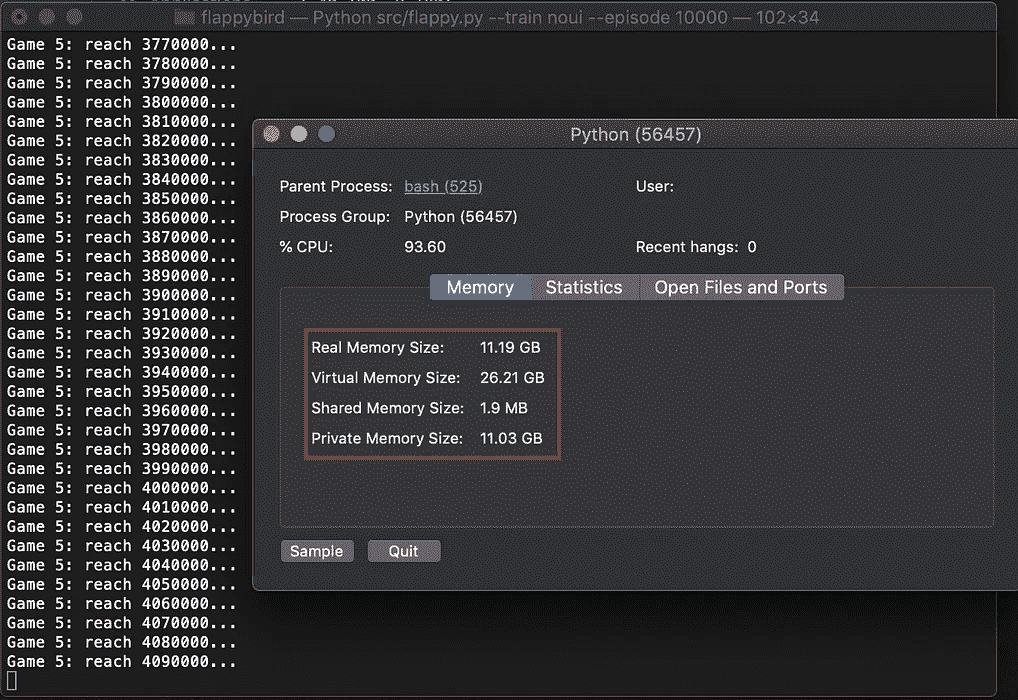 flappybird — Python src/flappy.py --train noui --episode 10000 — 102×34
Game 5: reach 3770000...
Game 5: reach 3780000...
Game 5: reach 3790000...
Game 5: reach 3800000...
Game 5: reach 3810000...
Game 5: reach 3820000...
Game 5: reach 3830000...
Game 5: reach 3840000...
Game 5: reach 3850000...
Game 5: reach 3860000...
Game 5: reach 3870000...
Game 5: reach 3880000...
Game 5: reach 3890000...
Game 5: reach 3900000...
Game 5: reach 3910000...
Game 5: reach 3920000...
Game 5: reach 3930000...
Game 5: reach 3940000...
Game 5: reach 3950000...
Game 5: reach 3960000...
Game 5: reach 3970000...
Game 5: reach 3980000...
Game 5: reach 3990000...
Game 5: reach 4000000...
Game 5: reach 4010000...
Game 5: reach 4020000...
Game 5: reach 4030000...
Game 5: reach 4040000...
Game 5: reach 4050000...
Game 5: reach 4060000...
Game 5: reach 4070000...
Game 5: reach 4080000...
Game 5: reach 4090000...
Python (56457)
Parent Process: bash (525) User:
Process Group: Python (56457)
% CPU: 93.60 Recent hangs: 0
Memory Statistics Open Files and Ports
Real Memory Size: 11.19 GB
Virtual Memory Size: 26.21 GB
Shared Memory Size: 1.9 MB
Private Memory Size: 11.03 GB
Sample Quit